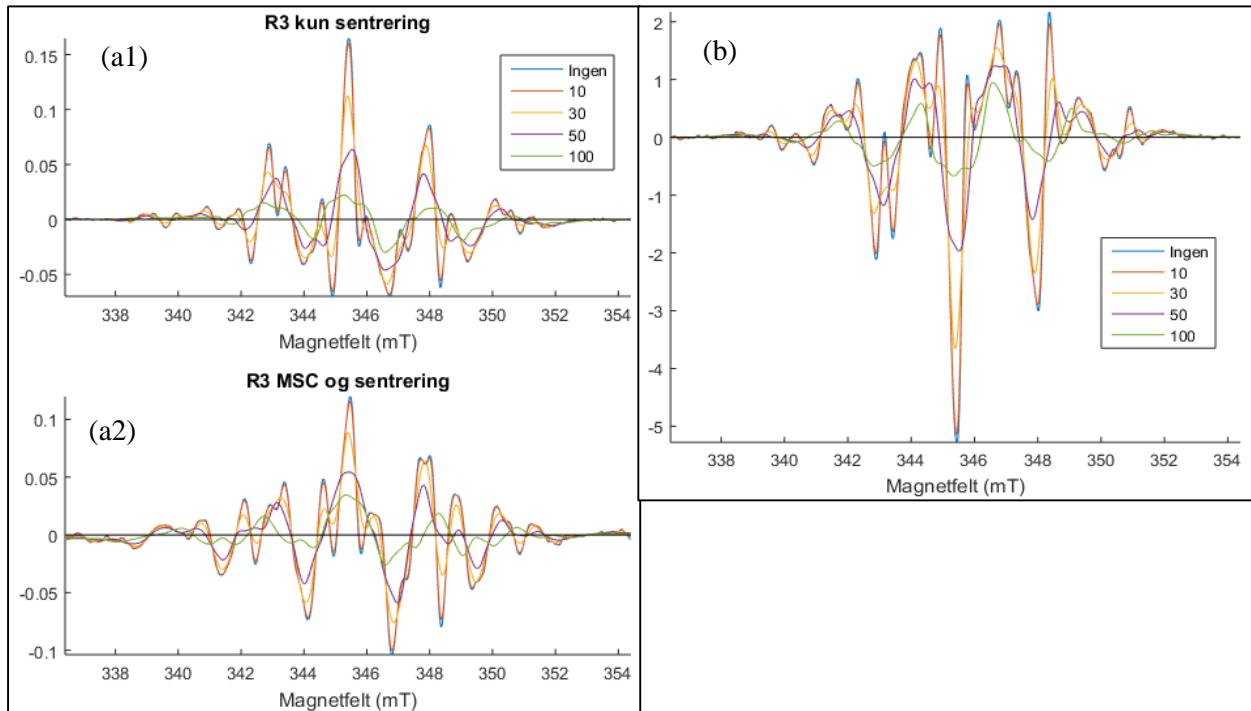 R3 kun sentrering
(a1)
0.15
0.1
0.05
0
-0.05
Ingen
10
30
50
100
338 340 342 344 346 348 350 352 354
Magnetfelt (mT)
R3 MSC og sentrering
(a2)
0.1
0.05
0
-0.05
-0.1
338 340 342 344 346 348 350 352 354
Magnetfelt (mT)
(b)
2
1
0
-1
-2
-3
-4
-5
Ingen
10
30
50
100
338 340 342 344 346 348 350 352 354
Magnetfelt (mT)